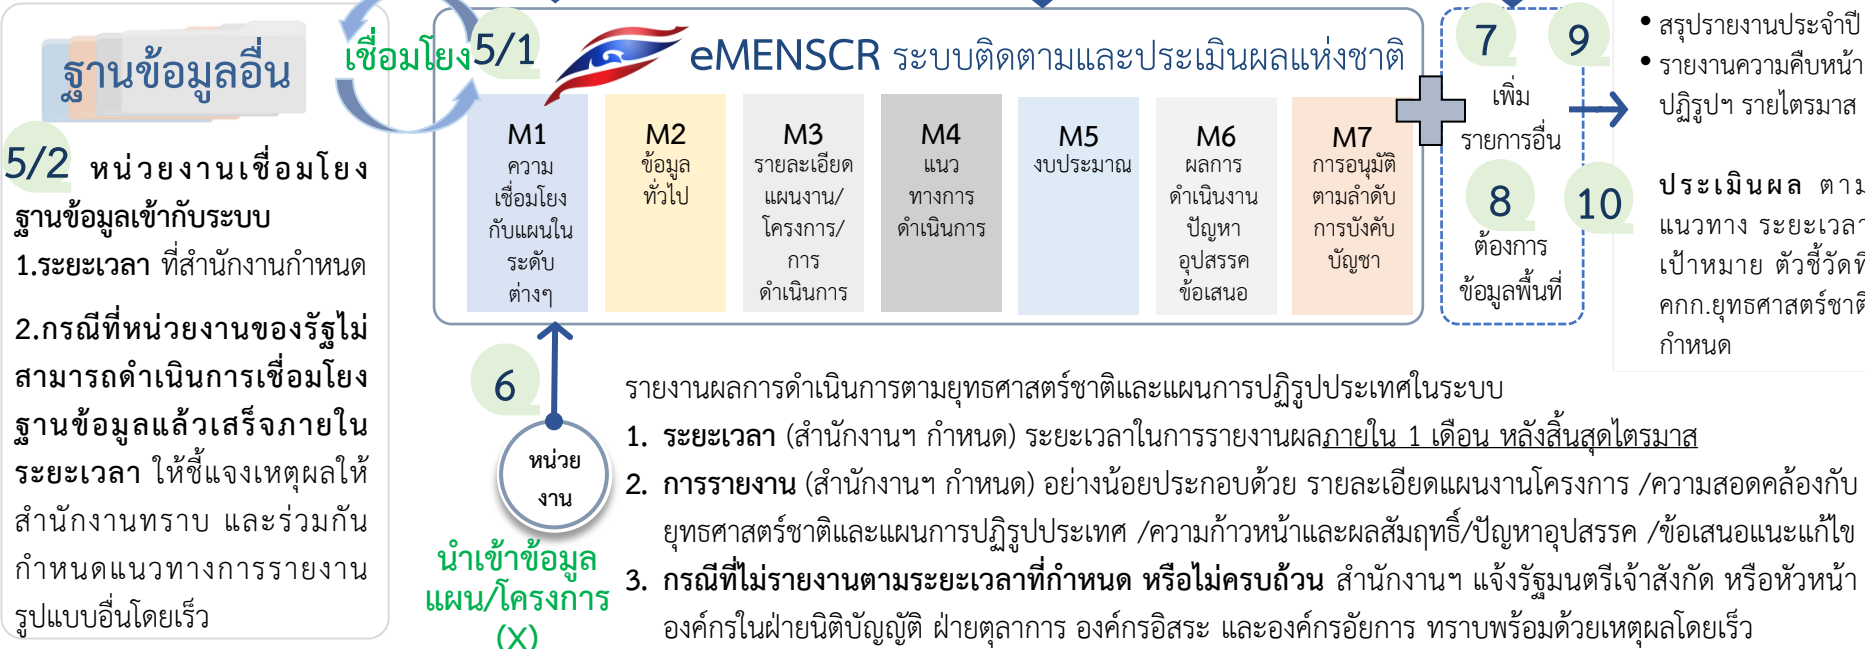 ฐานข้อมูลอื่น
เชื่อมโยง
5/2 หน่วยงานเชื่อมโยง
ฐานข้อมูลเข้ากับระบบ
1.ระยะเวลา ที่สำนักงานกำหนด
2.กรณีที่หน่วยงานของรัฐไม่
สามารถดำเนินการเชื่อมโยง
ฐานข้อมูลแล้วเสร็จภายใน
ระยะเวลา ให้ชี้แจงเหตุผลให้
สำนักงานทราบ และร่วมกัน
กำหนดแนวทางการรายงาน
รูปแบบอื่นโดยเร็ว
5/1
eMENSCR ระบบติดตามและประเมินผลแห่งชาติ
M1
ความ
เชื่อมโยง
กับแผนใน
ระดับ
ต่างๆ
M2
ข้อมูล
ทั่วไป
M3
รายละเอียด
แผนงาน/
โครงการ/
การ
ดำเนินการ
M4
แนว
ทางการ
ดำเนินการ
M5
งบประมาณ
M6
ผลการ
ดำเนินงาน
ปัญหา
อุปสรรค
ข้อเสนอ
M7
การอนุมัติ
ตามลำดับ
การบังคับ
บัญชา
7
เพิ่ม
รายการอื่น
8
ต้องการ
ข้อมูลพื้นที่
9
• สรุปรายงานประจำปี
• รายงานความคืบหน้า
ปฏิรูปฯ รายไตรมาส
10
ประเมินผล ตาม
แนวทาง ระยะเวลา
เป้าหมาย ตัวชี้วัดที่
คกก.ยุทธศาสตร์ชาติ
กำหนด
6
หน่วย
งาน
นำเข้าข้อมูล
แผน/โครงการ
(X)
รายงานผลการดำเนินการตามยุทธศาสตร์ชาติและแผนการปฏิรูปประเทศในระบบ
1. ระยะเวลา (สำนักงานฯ กำหนด) ระยะเวลาในการรายงานผลภายใน 1 เดือน หลังสิ้นสุดไตรมาส
2. การรายงาน (สำนักงานฯ กำหนด) อย่างน้อยประกอบด้วย รายละเอียดแผนงานโครงการ /ความสอดคล้องกับ
ยุทธศาสตร์ชาติและแผนการปฏิรูปประเทศ /ความก้าวหน้าและผลสัมฤทธิ์/ปัญหาอุปสรรค /ข้อเสนอแนะแก้ไข
3. กรณีที่ไม่รายงานตามระยะเวลาที่กำหนด หรือไม่ครบถ้วน สำนักงานฯ แจ้งรัฐมนตรีเจ้าสังกัด หรือหัวหน้า
องค์กรในฝ่ายนิติบัญญัติ ฝ่ายตุลาการ องค์กรอิสระ และองค์กรอัยการ ทราบพร้อมด้วยเหตุผลโดยเร็ว